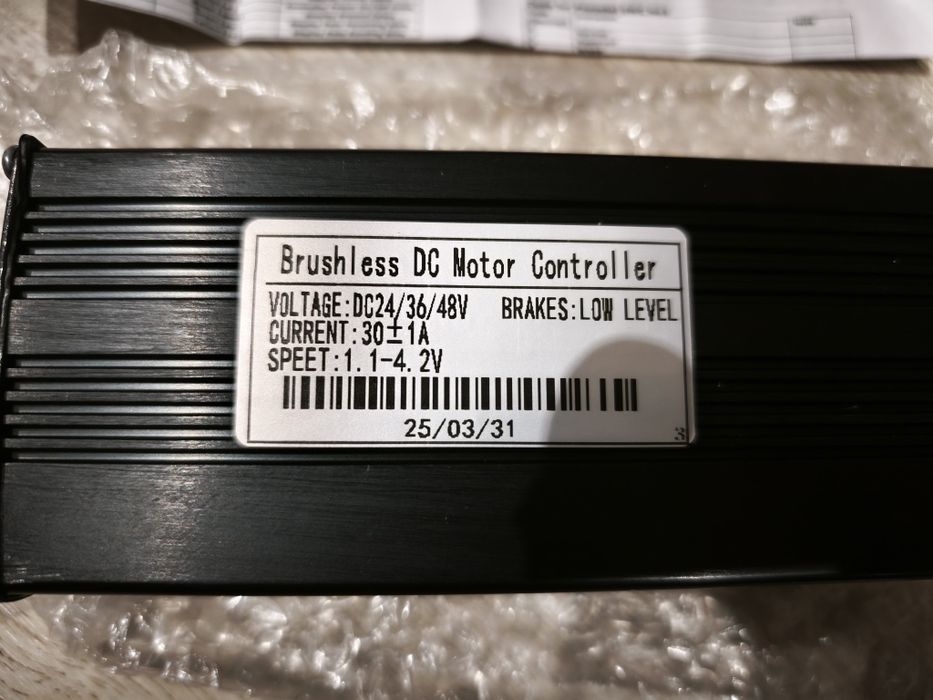 Brushless DC Motor Controller
VOLTAGE:DC24/36/48V BRAKES:LOW LEVEL
CURRENT:30±1A
SPEET:1.1-4.2V
25/03/31